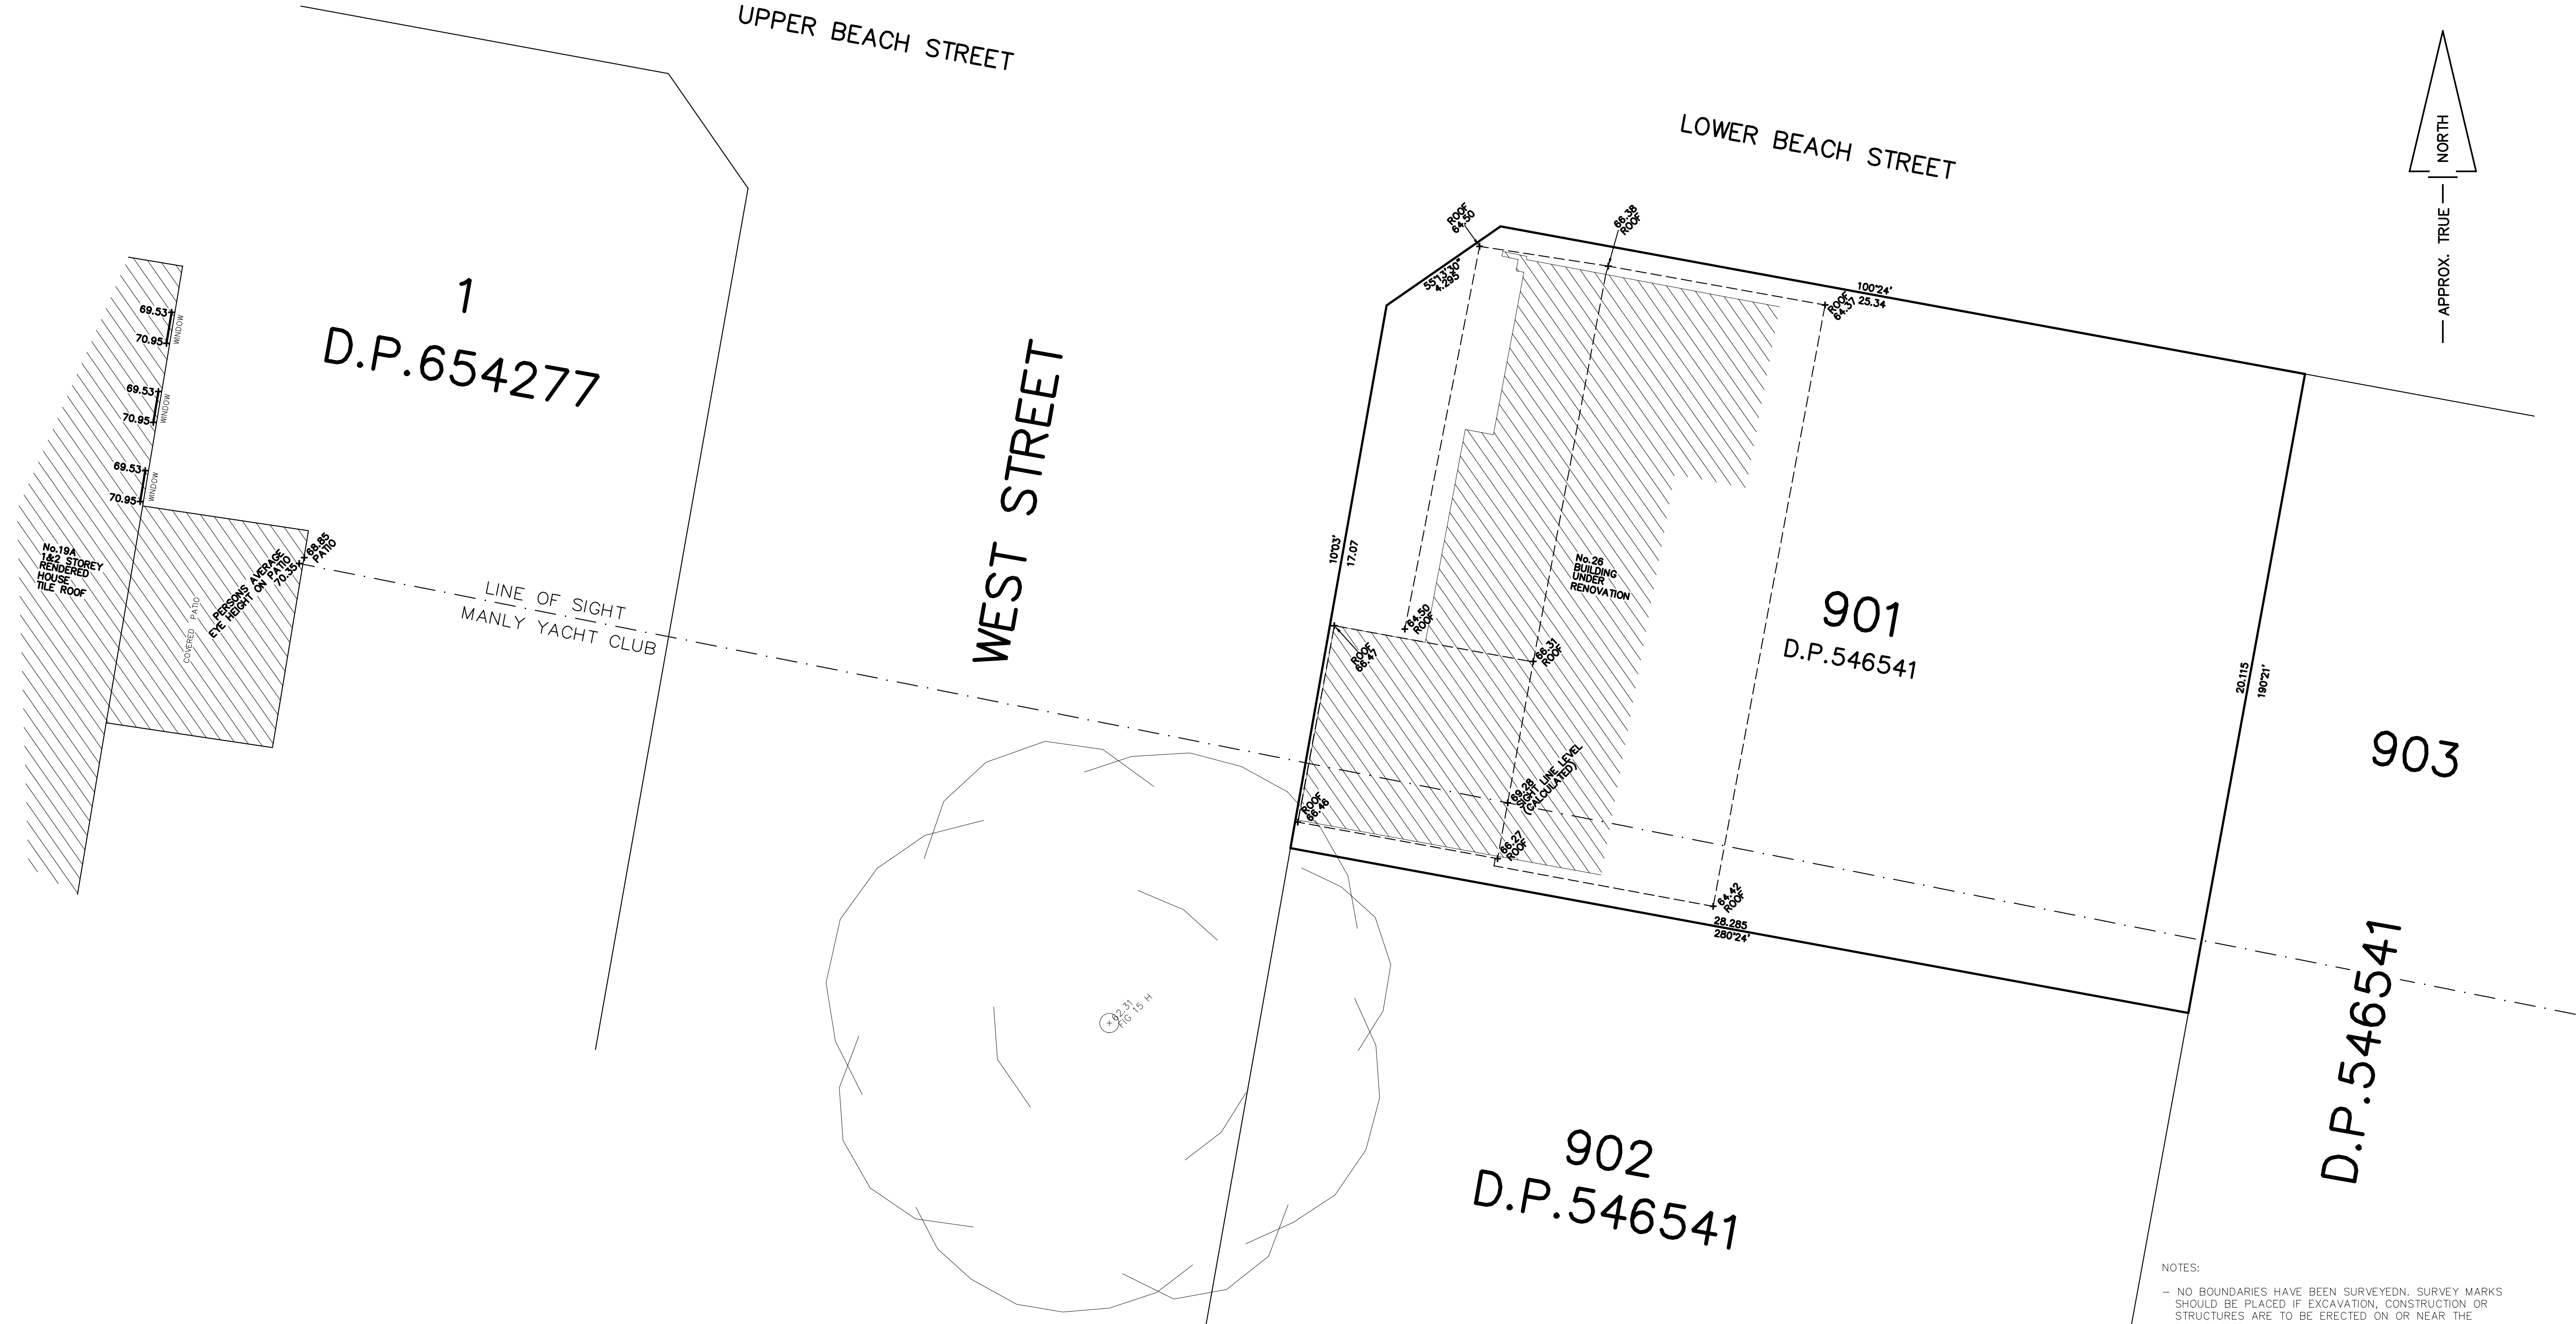 UPPER BEACH STREET
LOWER BEACH STREET
NORTH
APPROX. TRUE
ROOF
64.50
66.38
ROOF
55°13'30"
4.295
100°24'
25.34
ROOF
64.37
1
D.P.654277
69.53
70.95
WINDOW
69.53
70.95
WINDOW
69.53
70.95
WINDOW
WEST STREET
No.19A
1&2 STOREY
RENDERED
HOUSE
TILE ROOF
COVERED PATIO
PERSONS AVERAGE
EYE HEIGHT ON PATIO
70.35
68.85
PATIO
LINE OF SIGHT
MANLY YACHT CLUB
10°03'
17.07
No.26
BUILDING
UNDER
RENOVATION
901
D.P.546541
64.50
ROOF
ROOF
66.47
66.31
ROOF
20.115
190°21'
903
D.P.546541
69.28
SIGHT LINE LEVEL
(CALCULATED)
ROOF
66.46
66.27
ROOF
64.42
ROOF
28.285
280°24'
62.31
FIG 15 H
902
D.P.546541
NOTES:
– NO BOUNDARIES HAVE BEEN SURVEYEDN. SURVEY MARKS
SHOULD BE PLACED IF EXCAVATION, CONSTRUCTION OR
STRUCTURES ARE TO BE ERECTED ON OR NEAR THE